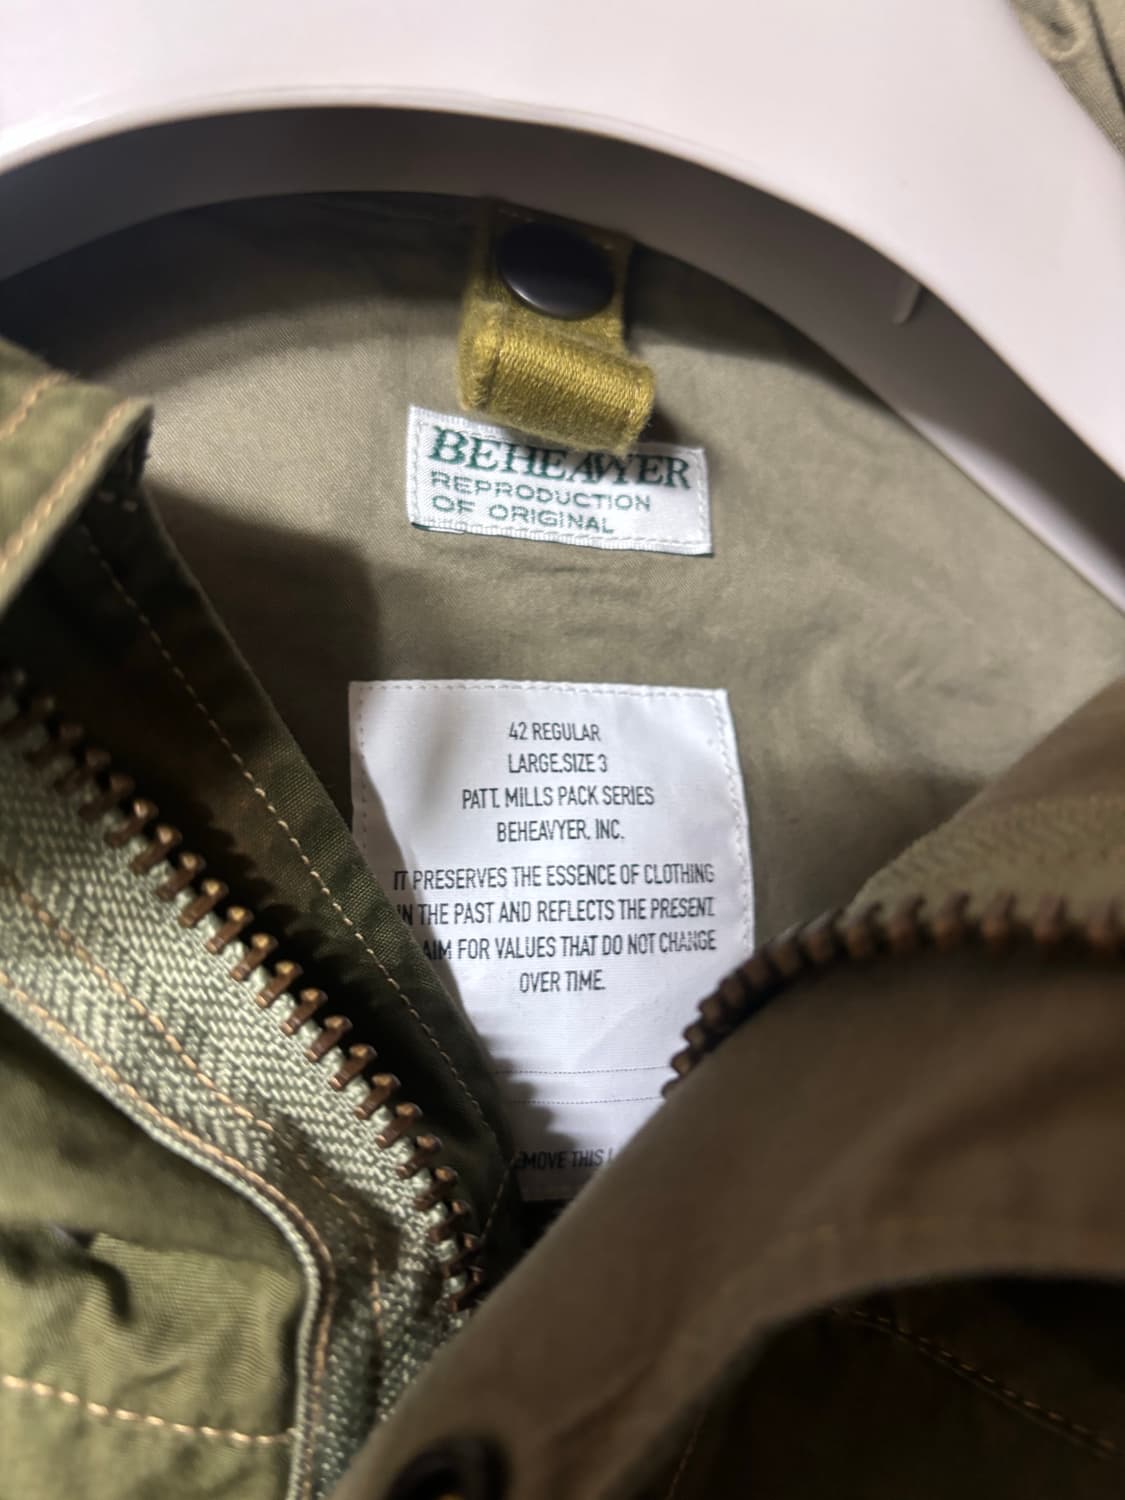 BEHEAVYER
REPRODUCTION
OF ORIGINAL
42 REGULAR
LARGE.SIZE 3
PATT. MILLS PACK SERIES
BEHEAVYER, INC.
IT PRESERVES THE ESSENCE OF CLOTHING
IN THE PAST AND REFLECTS THE PRESENT.
AIM FOR VALUES THAT DO NOT CHANGE
OVER TIME.
THIS